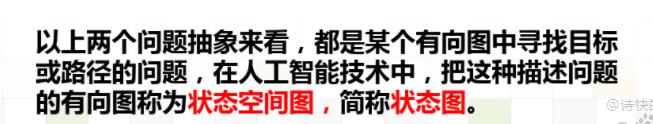 以上两个问题抽象来看，都是某个有向图中寻找目标
或路径的问题，在人工智能技术中，把这种描述问题
的有向图称为状态空间图，简称状态图。
@诗快的